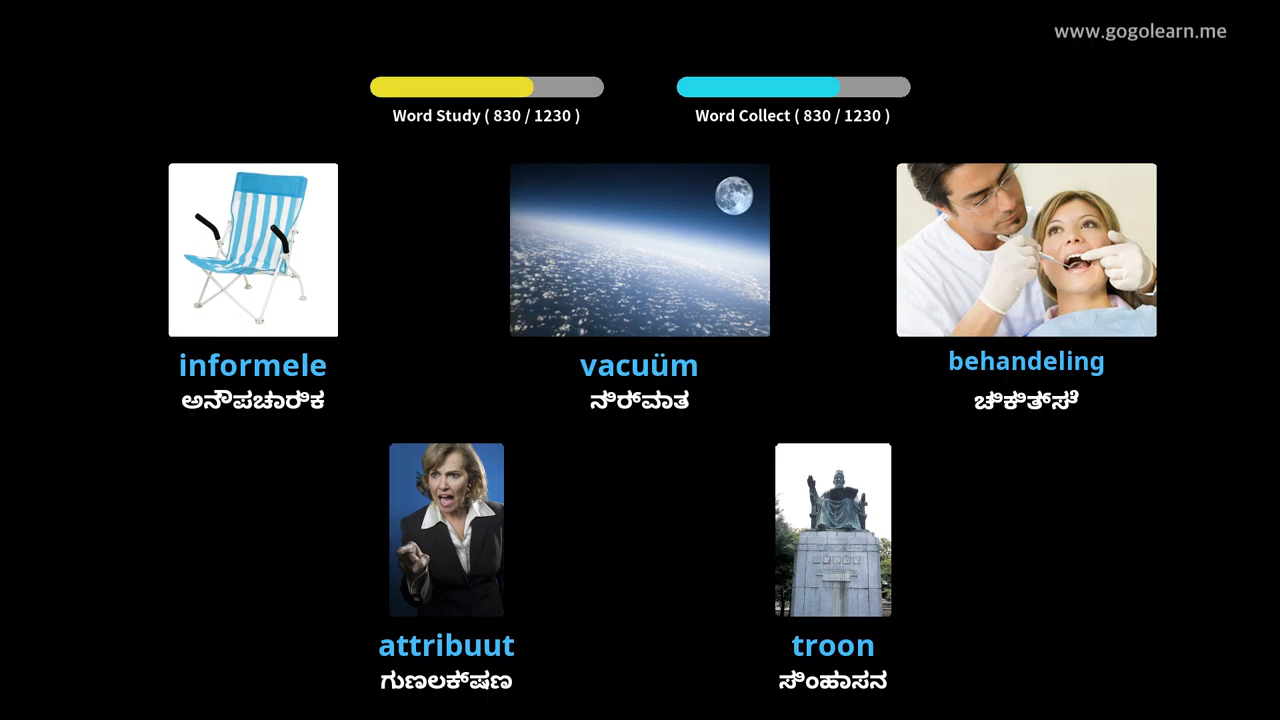 www.gogolearn.me
Word Study ( 830 / 1230 )
Word Collect ( 830 / 1230 )
informele
ಅನೌಪಚಾರಿಕ
vacuüm
ನಿರ್ವಾತ
behandeling
ಚಿಕಿತ್ಸೆ
attribuut
ಗುಣಲಕ್ಷಣ
troon
ಸಿಂಹಾಸನ